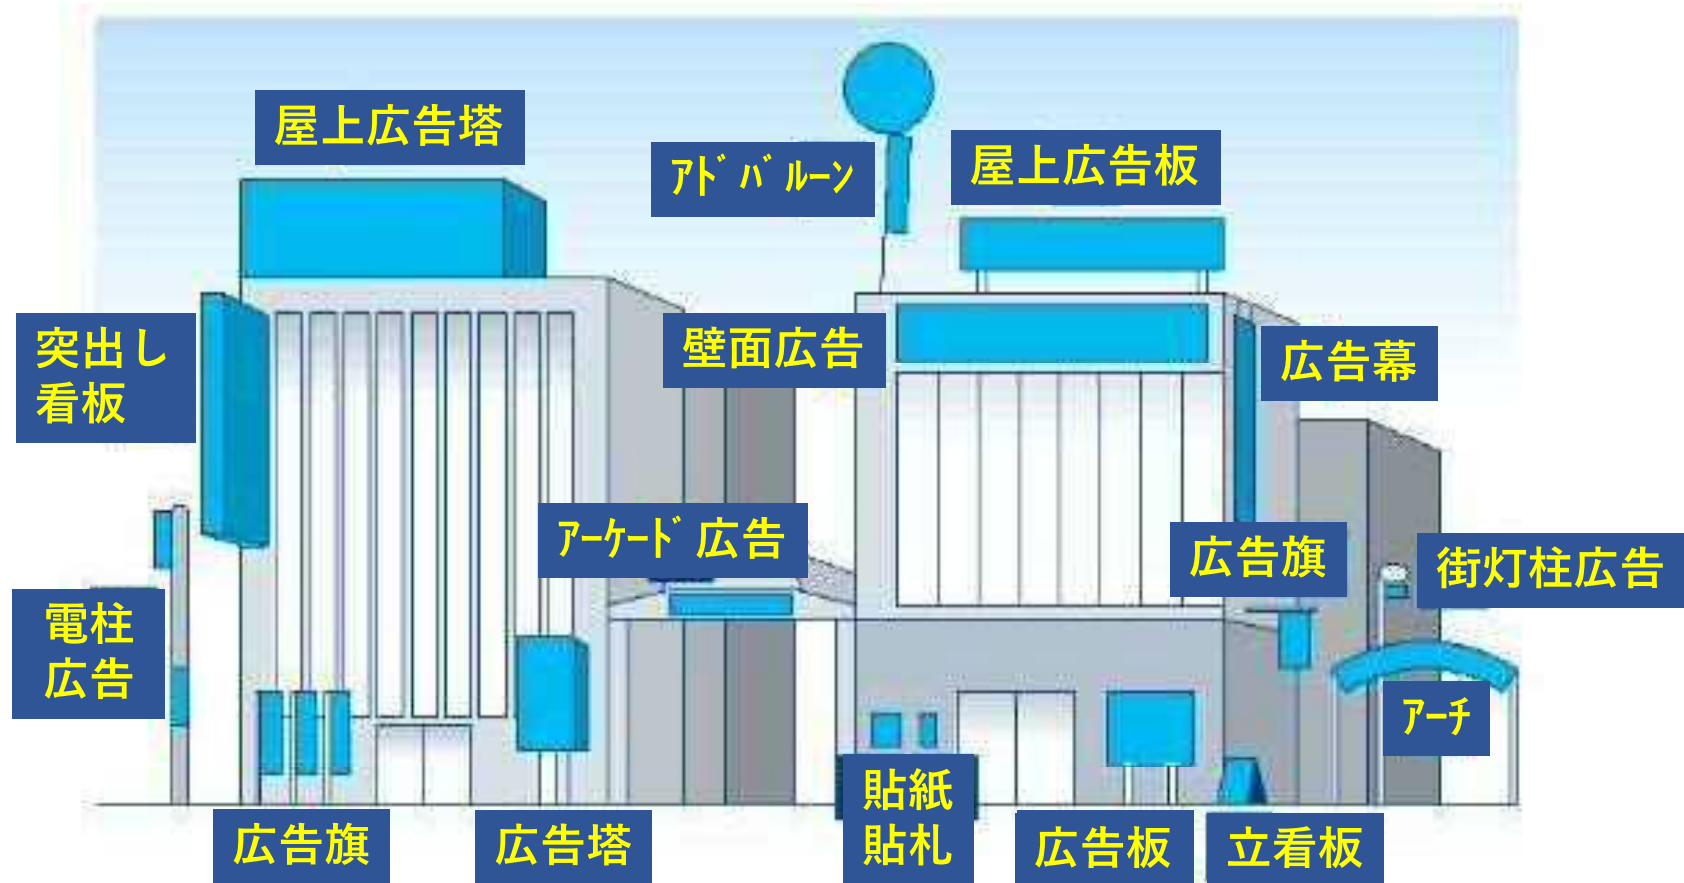 屋上広告塔
ｱﾄﾞﾊﾞﾙｰﾝ
屋上広告板
突出し
看板
壁面広告
広告幕
ｱｰｹｰﾄﾞ広告
広告旗
街灯柱広告
電柱
広告
ｱｰﾁ
貼紙
貼札
広告旗
広告塔
広告板
立看板